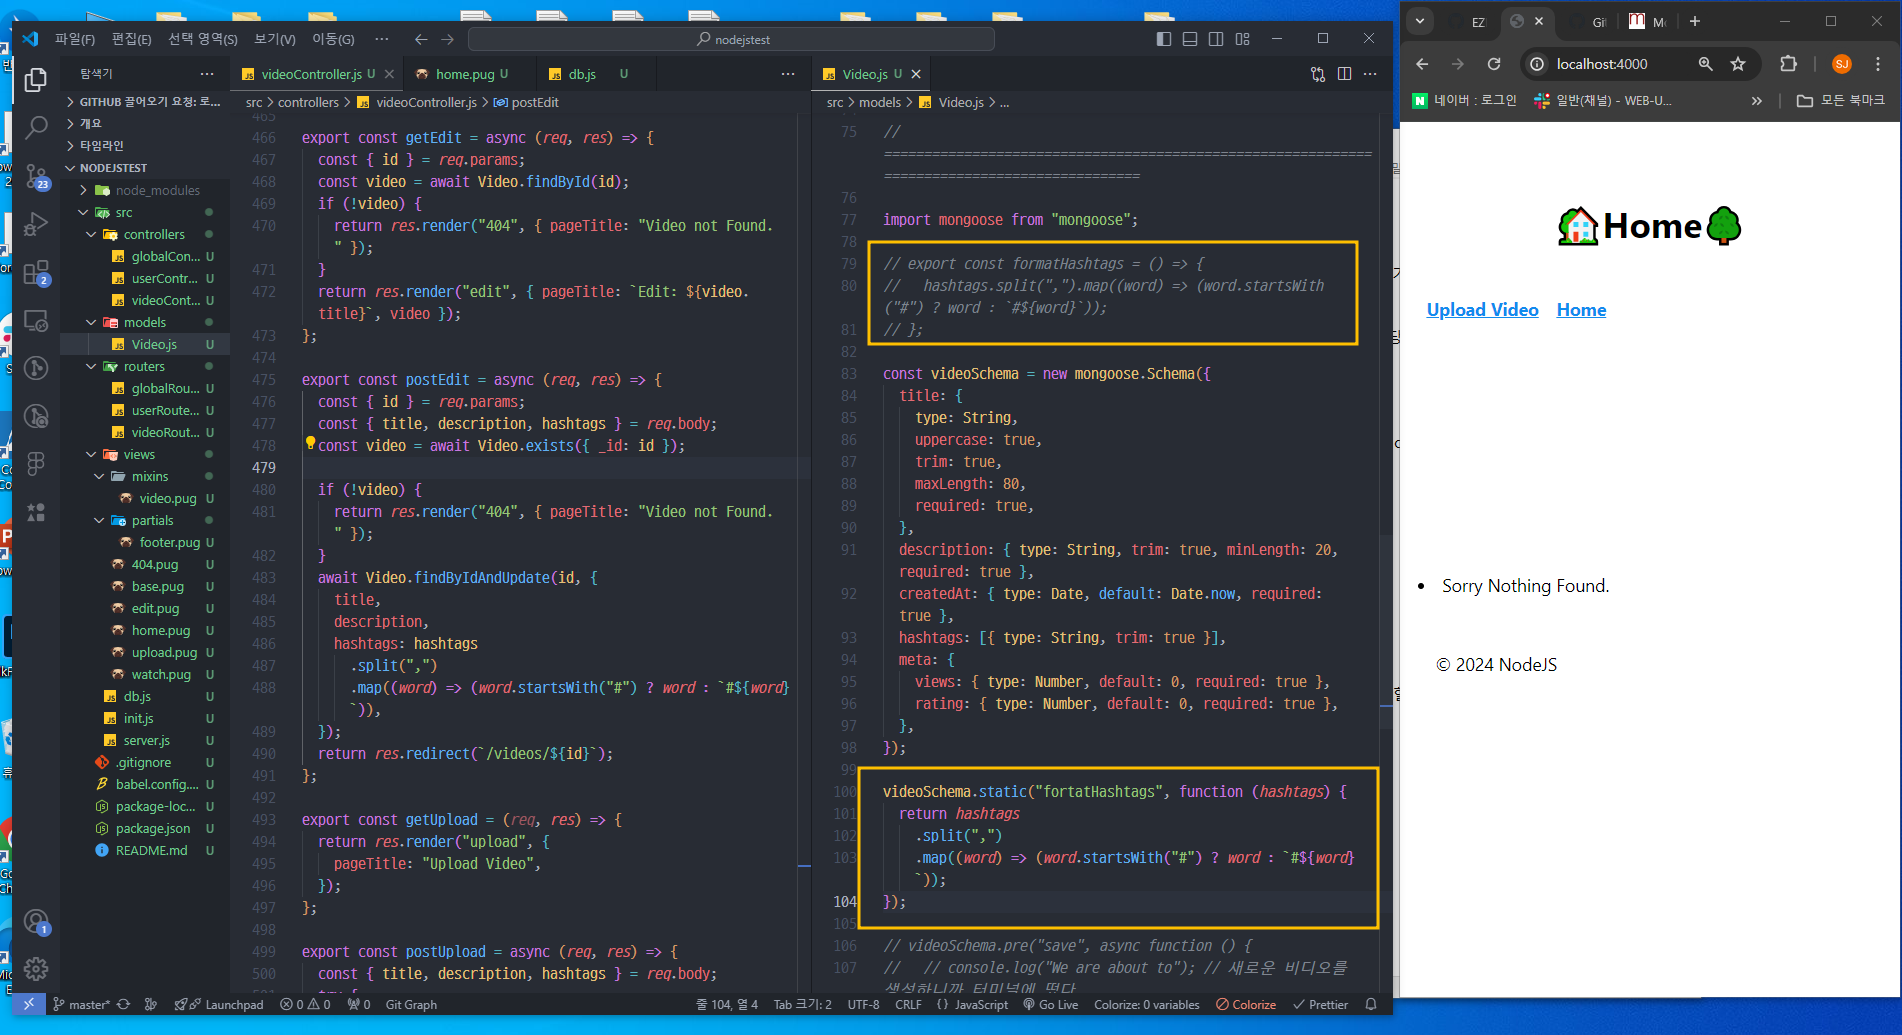 파일(F) 편집(E) 선택 영역(S) 보기(V) 이동(G) ··· nodejstest
탐색기
GITHUB 끌어오기 요청: 로...
개요
타임라인
NODEJSTEST
node_modules
src
controllers
globalCon... U
userContr... U
videoCont... U
models
Video.js U
routers
globalRou... U
userRoute... U
videoRout... U
views
mixins
video.pug U
partials
footer.pug U
404.pug U
base.pug U
edit.pug U
home.pug U
upload.pug U
watch.pug U
db.js U
init.js U
server.js U
.gitignore U
babel.config.... U
package-loc... U
package.json U
README.md U
23
2
1
videoController.js U home.pug U db.js U
src > controllers > videoController.js > postEdit
465
466 export const getEdit = async (req, res) => {
467 const { id } = req.params;
468 const video = await Video.findById(id);
469 if (!video) {
470 return res.render("404", { pageTitle: "Video not Found.
" });
471 }
472 return res.render("edit", { pageTitle: `Edit: ${video.
title}`, video });
473 };
474
475 export const postEdit = async (req, res) => {
476 const { id } = req.params;
477 const { title, description, hashtags } = req.body;
478 const video = await Video.exists({ _id: id });
479
480 if (!video) {
481 return res.render("404", { pageTitle: "Video not Found.
" });
482 }
483 await Video.findByIdAndUpdate(id, {
484 title,
485 description,
486 hashtags: hashtags
487 .split(",")
488 .map((word) => (word.startsWith("#") ? word : `#${word}
`)),
489 });
490 return res.redirect(`/videos/${id}`);
491 };
492
493 export const getUpload = (req, res) => {
494 return res.render("upload", {
495 pageTitle: "Upload Video",
496 });
497 };
498
499 export const postUpload = async (req, res) => {
500 const { title, description, hashtags } = req.body;
Video.js U
src > models > Video.js > ...
75 //
=============================================================
================================
76
77 import mongoose from "mongoose";
78
79 // export const formatHashtags = () => {
80 // hashtags.split(",").map((word) => (word.startsWith
("#") ? word : `#${word}`));
81 // };
82
83 const videoSchema = new mongoose.Schema({
84 title: {
85 type: String,
86 uppercase: true,
87 trim: true,
88 maxLength: 80,
89 required: true,
90 },
91 description: { type: String, trim: true, minLength: 20,
required: true },
92 createdAt: { type: Date, default: Date.now, required:
true },
93 hashtags: [{ type: String, trim: true }],
94 meta: {
95 views: { type: Number, default: 0, required: true },
96 rating: { type: Number, default: 0, required: true },
97 },
98 });
99
100 videoSchema.static("fortatHashtags", function (hashtags) {
101 return hashtags
102 .split(",")
103 .map((word) => (word.startsWith("#") ? word : `#${word}
`));
104 });
105
106 // videoSchema.pre("save", async function () {
107 // // console.log("We are about to"); // 새로운 비디오를
생성하니까 터미널에 떴다
master* Launchpad 0 0 0 Git Graph 줄 104, 열 4 Tab 크기: 2 UTF-8 CRLF {} JavaScript Go Live Colorize: 0 variables Colorize Prettier
EZ Git M
localhost:4000 SJ
네이버 : 로그인 일반(채널) - WEB-U... » 모든 북마크
Home
Upload Video Home
Sorry Nothing Found.
© 2024 NodeJS